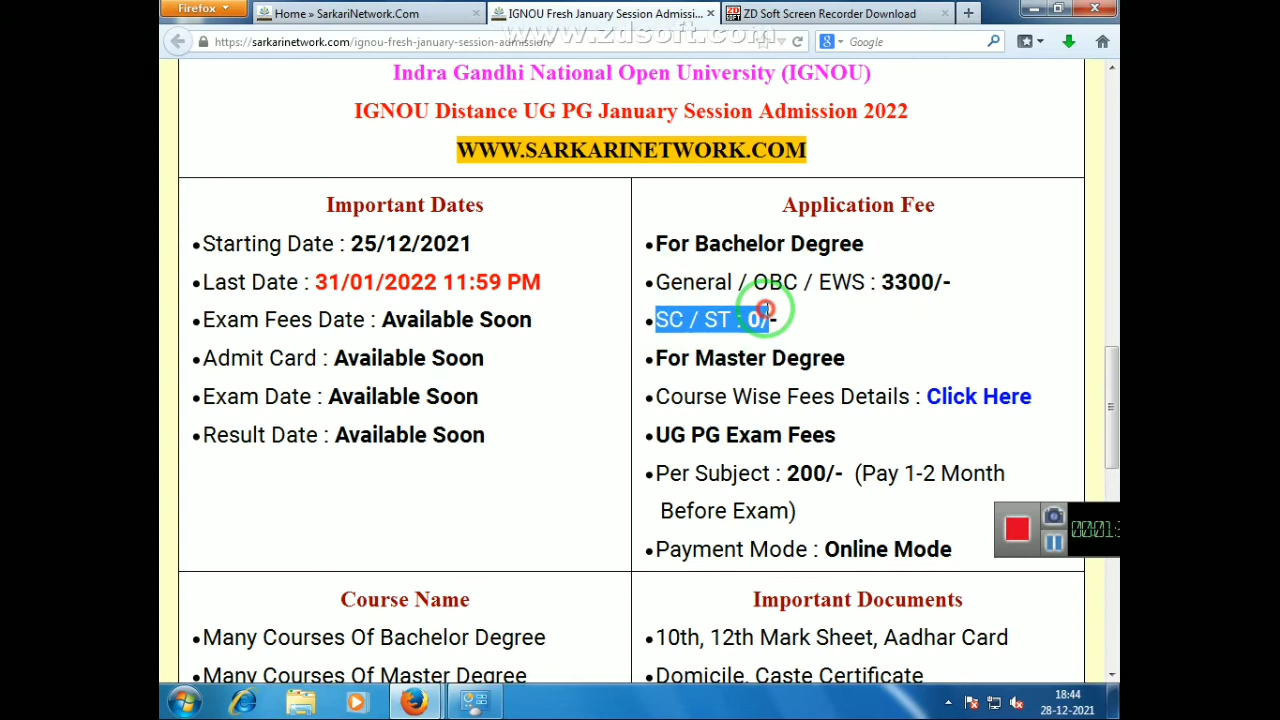 Firefox
Home » SarkariNetwork.Com
IGNOU Fresh January Session Admissi...
ZD Soft Screen Recorder Download
www.zdsoft.com
https://sarkarinetwork.com/ignou-fresh-january-session-admission/
Google
Indra Gandhi National Open University (IGNOU)
IGNOU Distance UG PG January Session Admission 2022
WWW.SARKARINETWORK.COM
Important Dates
•Starting Date : 25/12/2021
•Last Date : 31/01/2022 11:59 PM
•Exam Fees Date : Available Soon
•Admit Card : Available Soon
•Exam Date : Available Soon
•Result Date : Available Soon
Application Fee
•For Bachelor Degree
•General / OBC / EWS : 3300/-
•SC / ST : 0/-
•For Master Degree
•Course Wise Fees Details : Click Here
•UG PG Exam Fees
•Per Subject : 200/- (Pay 1-2 Month
Before Exam)
•Payment Mode : Online Mode
Course Name
•Many Courses Of Bachelor Degree
•Many Courses Of Master Degree
Important Documents
•10th, 12th Mark Sheet, Aadhar Card
•Domicile, Caste Certificate
18:44
28-12-2021